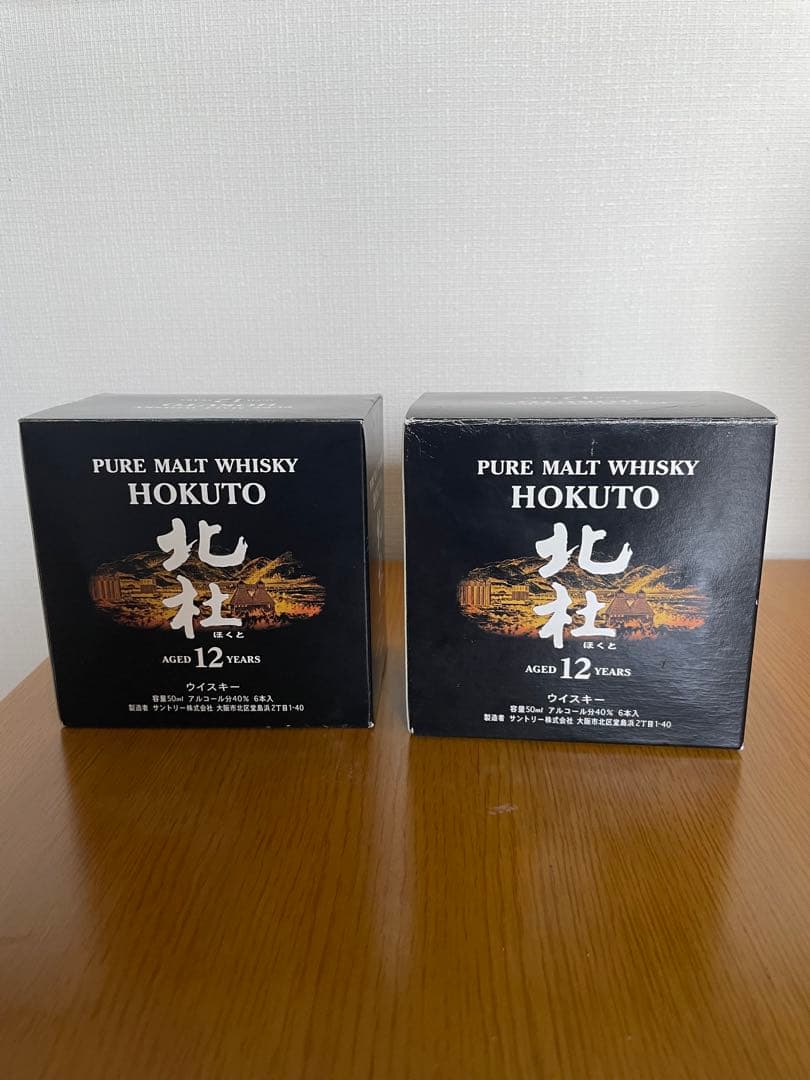 PURE MALT WHISKY
HOKUTO
北杜
ほくと
AGED 12 YEARS
ウイスキー
容量50ml アルコール分40% 6本入
製造者 サントリー株式会社 大阪市北区堂島浜2丁目1-40
PURE MALT WHISKY
HOKUTO
北杜
ほくと
AGED 12 YEARS
ウイスキー
容量50ml アルコール分40% 6本入
製造者 サントリー株式会社 大阪市北区堂島浜2丁目1-40